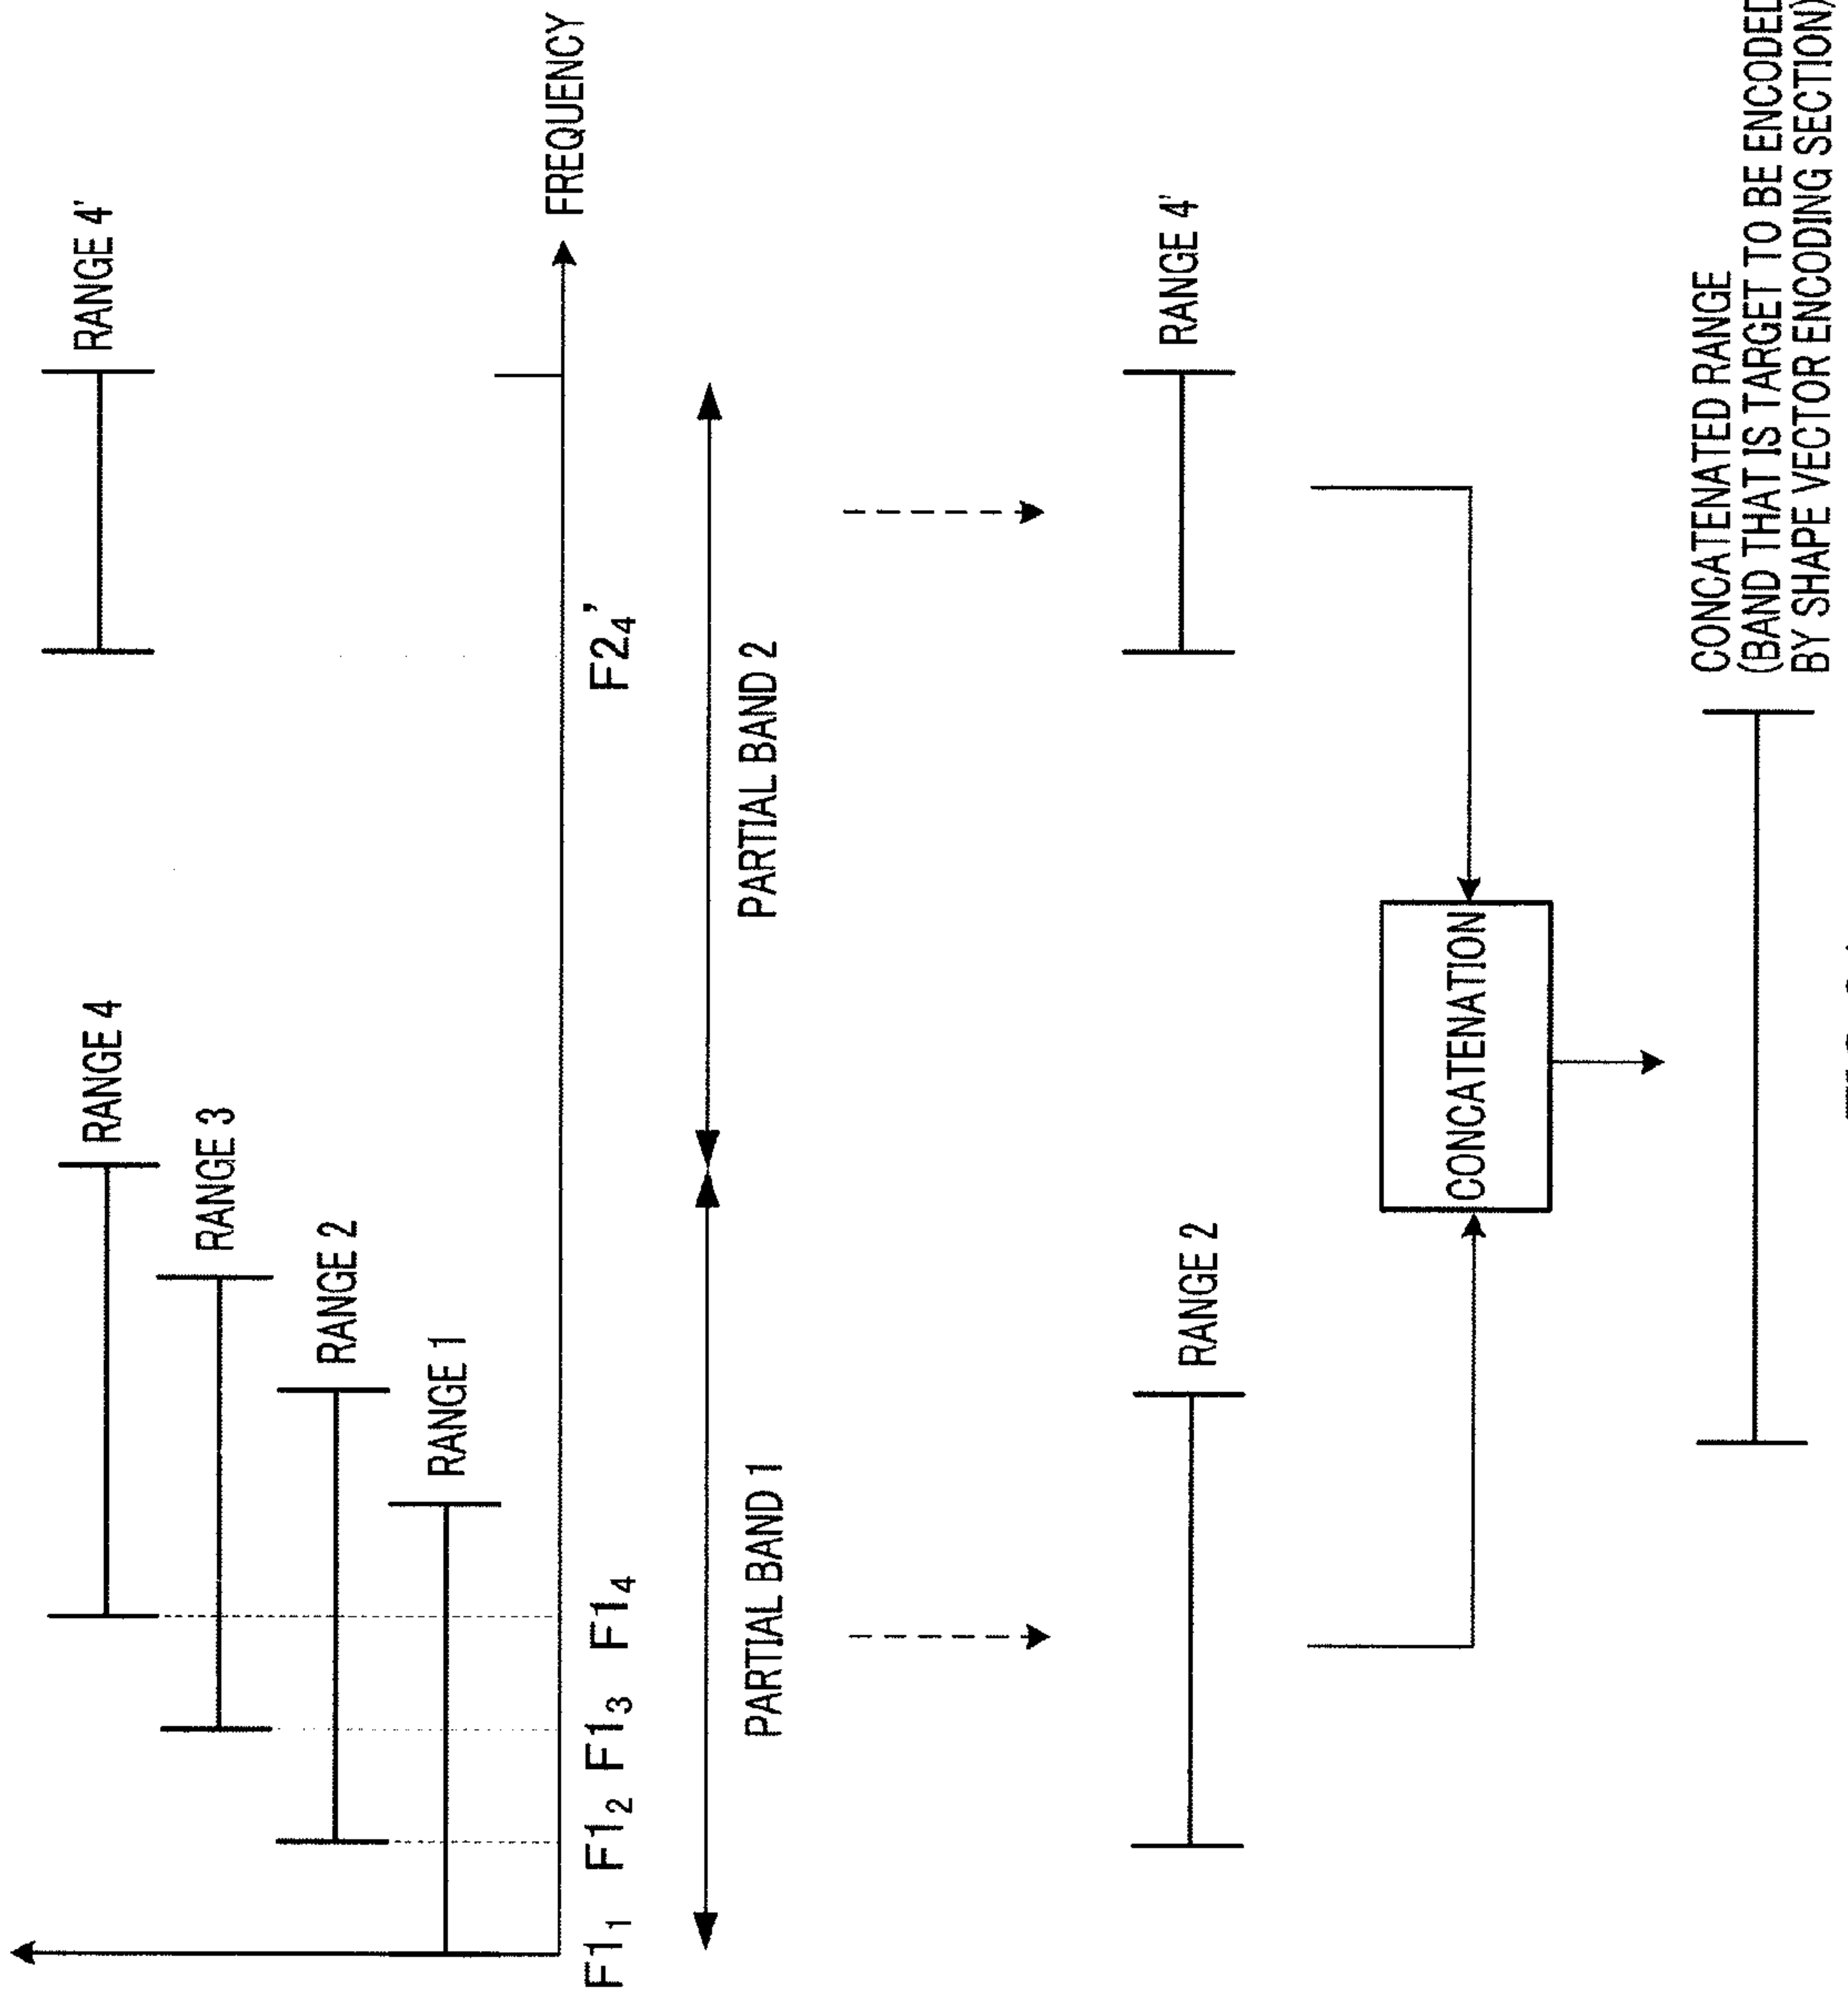 RANGE 4
RANGE 4'
RANGE 3
RANGE 2
RANGE 1
FREQUENCY
F1₁ F1₂ F1₃ F1₄ F2₄'
PARTIAL BAND 1
PARTIAL BAND 2
RANGE 2
RANGE 4'
CONCATENATION
CONCATENATED RANGE
(BAND THAT IS TARGET TO BE ENCODED
BY SHAPE VECTOR ENCODING SECTION)